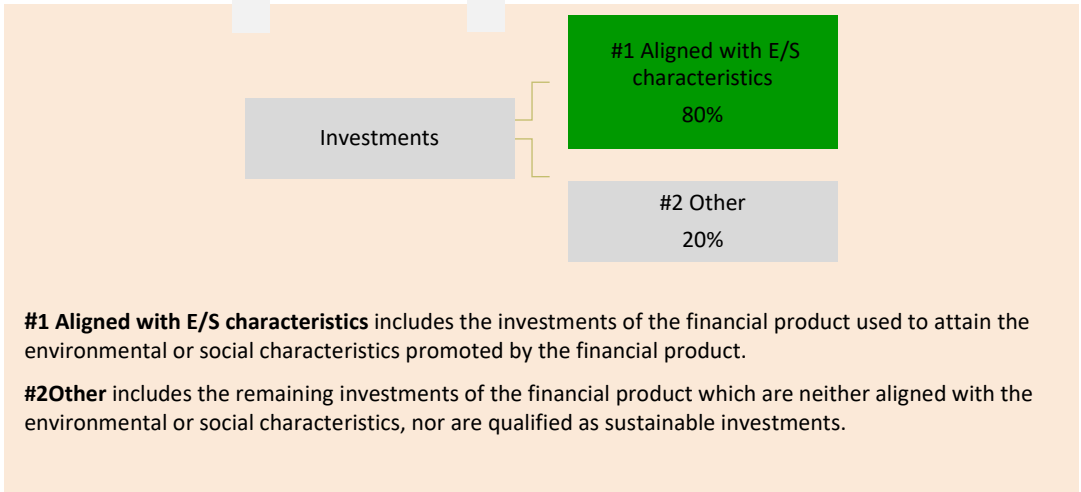 #1 Aligned with E/S
characteristics
80%
Investments
#2 Other
20%
#1 Aligned with E/S characteristics includes the investments of the financial product used to attain the
environmental or social characteristics promoted by the financial product.
#2Other includes the remaining investments of the financial product which are neither aligned with the
environmental or social characteristics, nor are qualified as sustainable investments.